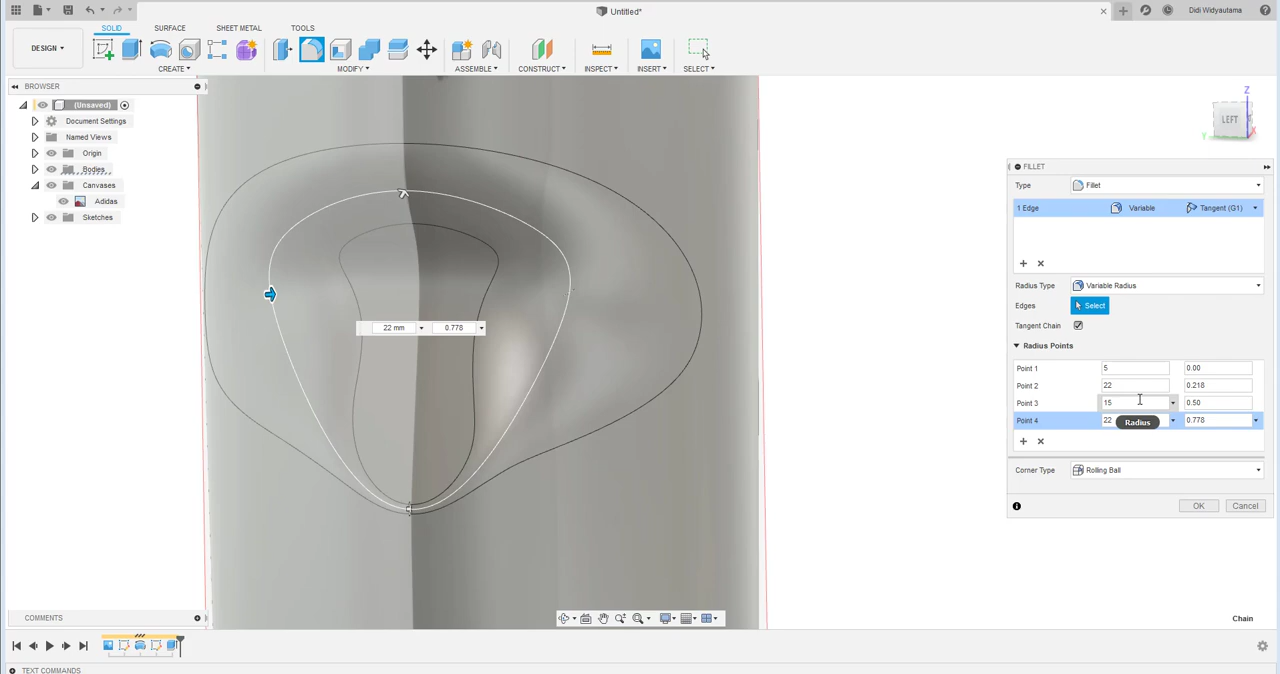 Untitled*
Didi Widyautama
DESIGN
SOLID SURFACE SHEET METAL TOOLS
CREATE MODIFY ASSEMBLE CONSTRUCT INSPECT INSERT SELECT
BROWSER
(Unsaved)
Document Settings
Named Views
Origin
Bodies
Canvases
Adidas
Sketches
22 mm 0.778
Z
LEFT
Y X
FILLET
Type Fillet
1 Edge Variable Tangent (G1)
Radius Type Variable Radius
Edges Select
Tangent Chain
Radius Points
Point 1 5 0.00
Point 2 22 0.218
Point 3 15 0.50
Point 4 22 0.778
Radius
Corner Type Rolling Ball
OK Cancel
COMMENTS
Chain
TEXT COMMANDS